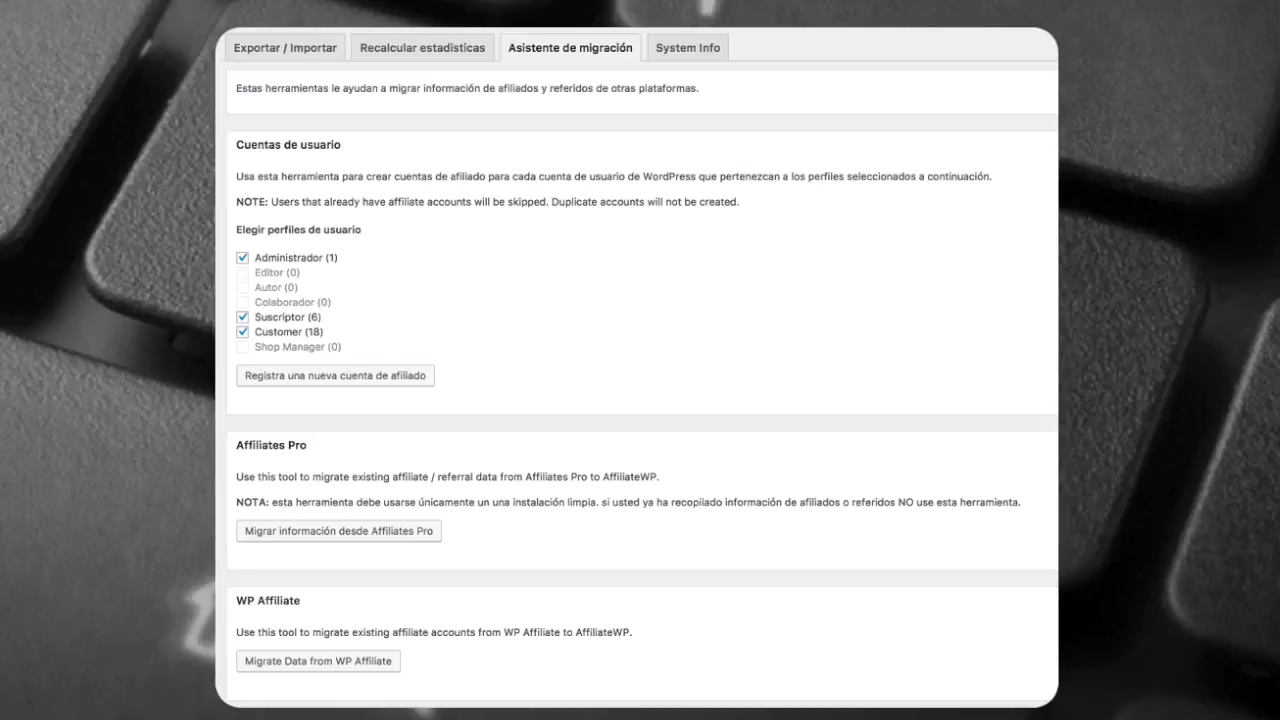 Exportar / Importar
Recalcular estadisticas
Asistente de migración
System Info
Estas herramientas le ayudan a migrar información de afiliados y referidos de otras plataformas.
Cuentas de usuario
Usa esta herramienta para crear cuentas de afiliado para cada cuenta de usuario de WordPress que pertenezcan a los perfiles seleccionados a continuación.
NOTE: Users that already have affiliate accounts will be skipped. Duplicate accounts will not be created.
Elegir perfiles de usuario
Administrador (1)
Editor (0)
Autor (0)
Colaborador (0)
Suscriptor (6)
Customer (18)
Shop Manager (0)
Registra una nueva cuenta de afiliado
Affiliates Pro
Use this tool to migrate existing affiliate / referral data from Affiliates Pro to AffiliateWP.
NOTA: esta herramienta debe usarse únicamente un una instalación limpia. si usted ya ha recopilado información de afiliados o referidos NO use esta herramienta.
Migrar información desde Affiliates Pro
WP Affiliate
Use this tool to migrate existing affiliate accounts from WP Affiliate to AffiliateWP.
Migrate Data from WP Affiliate